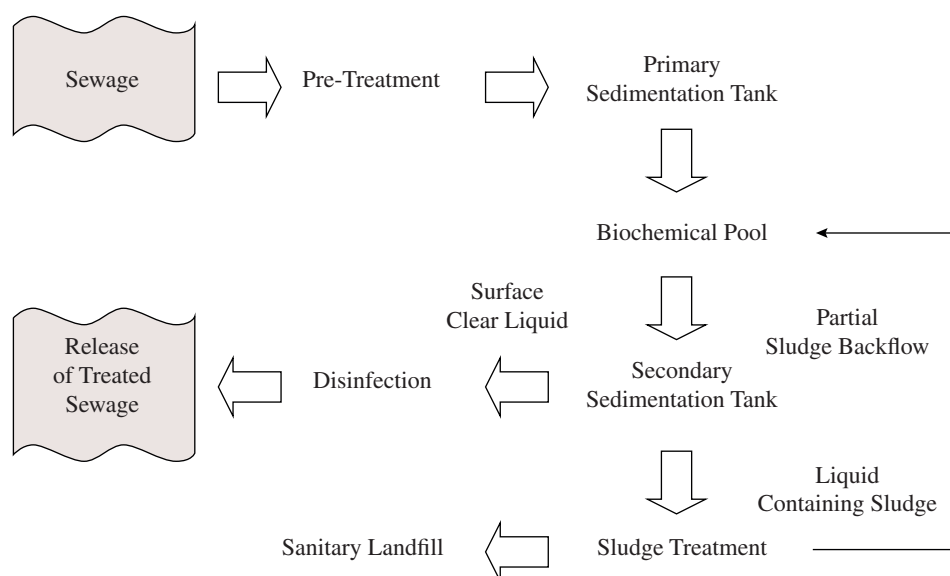 Sewage
Pre-Treatment
Primary
Sedimentation Tank
Biochemical Pool
Surface
Clear Liquid
Partial
Sludge Backflow
Release
of Treated
Sewage
Disinfection
Secondary
Sedimentation Tank
Liquid
Containing Sludge
Sanitary Landfill
Sludge Treatment